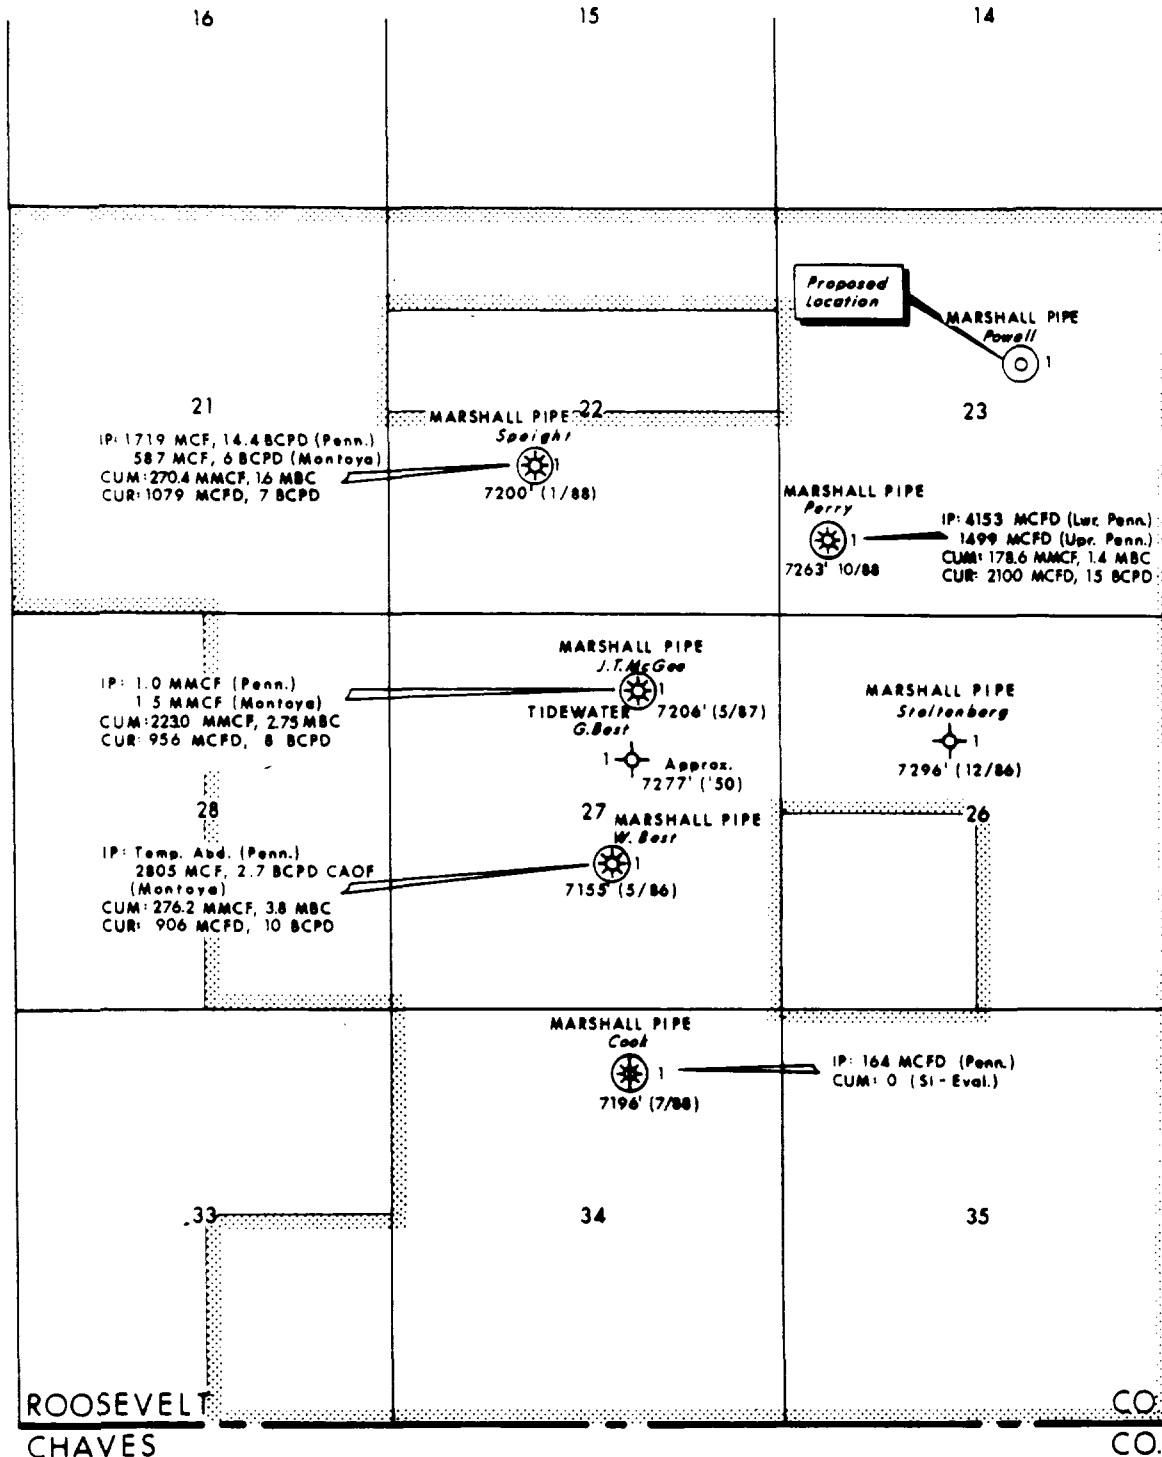 16
15
14
Proposed
Location
MARSHALL PIPE
Powell
1
21
22
23
MARSHALL PIPE
Speight
1
7200' (1/88)
IP: 1719 MCF, 14.4 BCPD (Penn.)
587 MCF, 6 BCPD (Montoya)
CUM: 270.4 MMCF, 1.6 MBC
CUR: 1079 MCFD, 7 BCPD
MARSHALL PIPE
Perry
1
7263' 10/88
IP: 4153 MCFD (Lwr. Penn.)
1499 MCFD (Upr. Penn.)
CUM: 178.6 MMCF, 1.4 MBC
CUR: 2100 MCFD, 15 BCPD
MARSHALL PIPE
J.T. McGee
1
7206' (5/87)
IP: 1.0 MMCF (Penn.)
1.5 MMCF (Montoya)
CUM: 223.0 MMCF, 2.75 MBC
CUR: 956 MCFD, 8 BCPD
TIDEWATER
G. Best
1
Approx.
7277' ('50)
MARSHALL PIPE
Stoltenberg
1
7296' (12/86)
28
27
26
MARSHALL PIPE
W. Best
1
7155' (5/86)
IP: Temp. Abd. (Penn.)
2805 MCF, 2.7 BCPD CAOF
(Montoya)
CUM: 276.2 MMCF, 3.8 MBC
CUR: 906 MCFD, 10 BCPD
MARSHALL PIPE
Cook
1
7196' (7/88)
IP: 164 MCFD (Penn.)
CUM: 0 (SI - Eval.)
33
34
35
ROOSEVELT CO.
CHAVES CO.